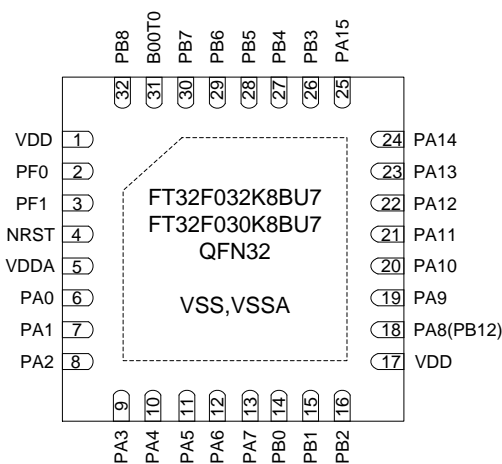 PB8 B00T0 PB7 PB6 PB5 PB4 PB3 PA15
32 31 30 29 28 27 26 25
VDD 1
PF0 2
PF1 3
NRST 4
VDDA 5
PA0 6
PA1 7
PA2 8
FT32F032K8BU7
FT32F030K8BU7
QFN32
VSS,VSSA
24 PA14
23 PA13
22 PA12
21 PA11
20 PA10
19 PA9
18 PA8(PB12)
17 VDD
9 10 11 12 13 14 15 16
PA3 PA4 PA5 PA6 PA7 PB0 PB1 PB2